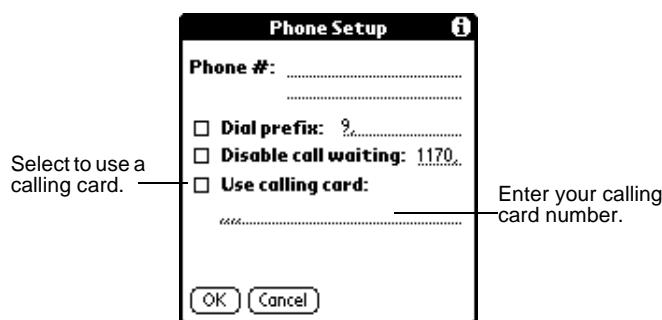 Phone Setup i
Phone #:
Dial prefix: 9,
Disable call waiting: 1170,
Select to use a
calling card.
Use calling card:
,,,,
Enter your calling
card number.
OK Cancel